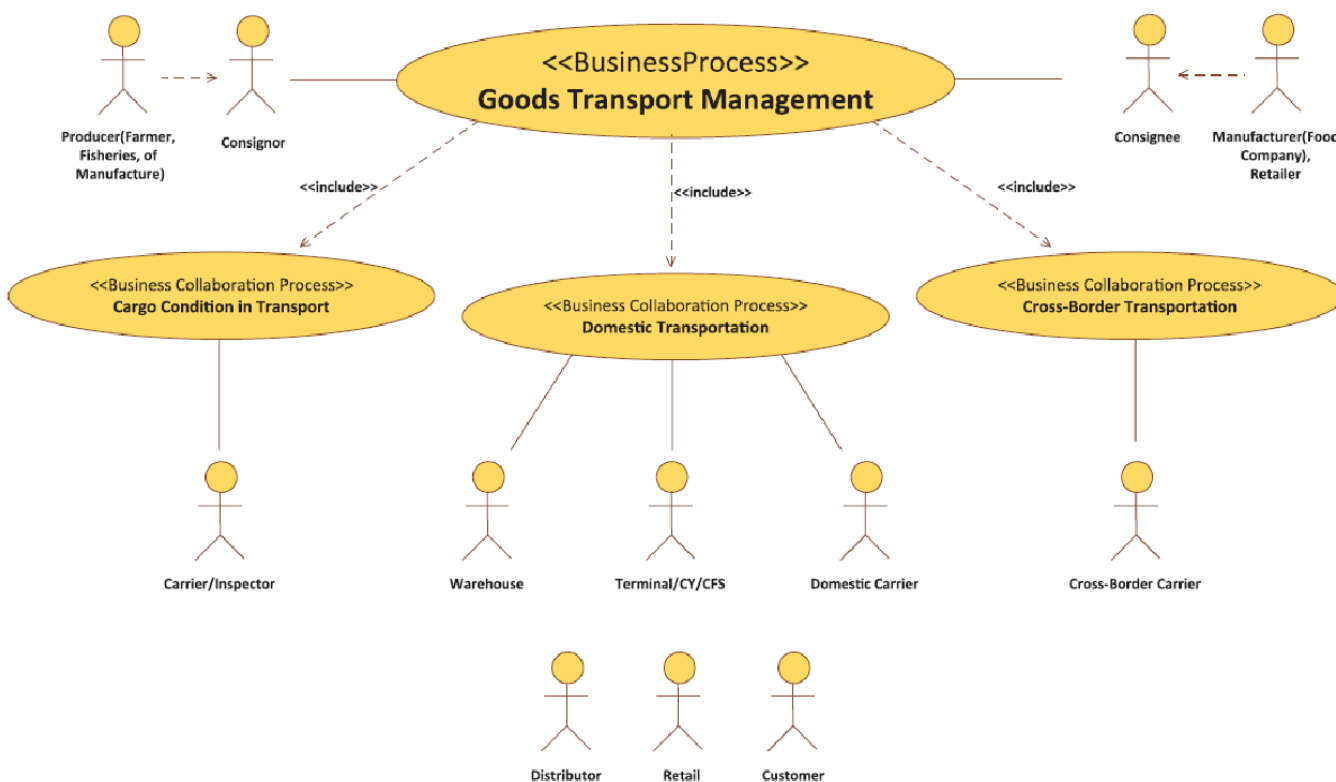 <<BusinessProcess>>
Goods Transport Management
Producer(Farmer,
Fisheries, of
Manufacture)
Consignor
Consignee
Manufacturer(Food
Company),
Retailer
<<include>>
<<include>>
<<include>>
<<Business Collaboration Process>>
Cargo Condition in Transport
<<Business Collaboration Process>>
Domestic Transportation
<<Business Collaboration Process>>
Cross-Border Transportation
Carrier/Inspector
Warehouse
Terminal/CY/CFS
Domestic Carrier
Cross-Border Carrier
Distributor
Retail
Customer